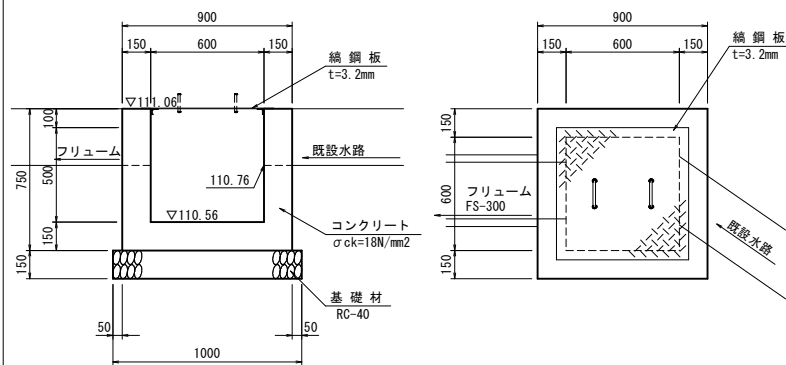 900
150
600
150
縞 鋼 板
t=3.2mm
▽111.06
100
フリューム
既設水路
750
500
110.76
▽110.56
コンクリート
σck=18N/mm2
150
150
基 礎 材
RC-40
50
50
1000
900
150
600
150
縞 鋼 板
t=3.2mm
150
600
フリューム
FS-300
既設水路
150